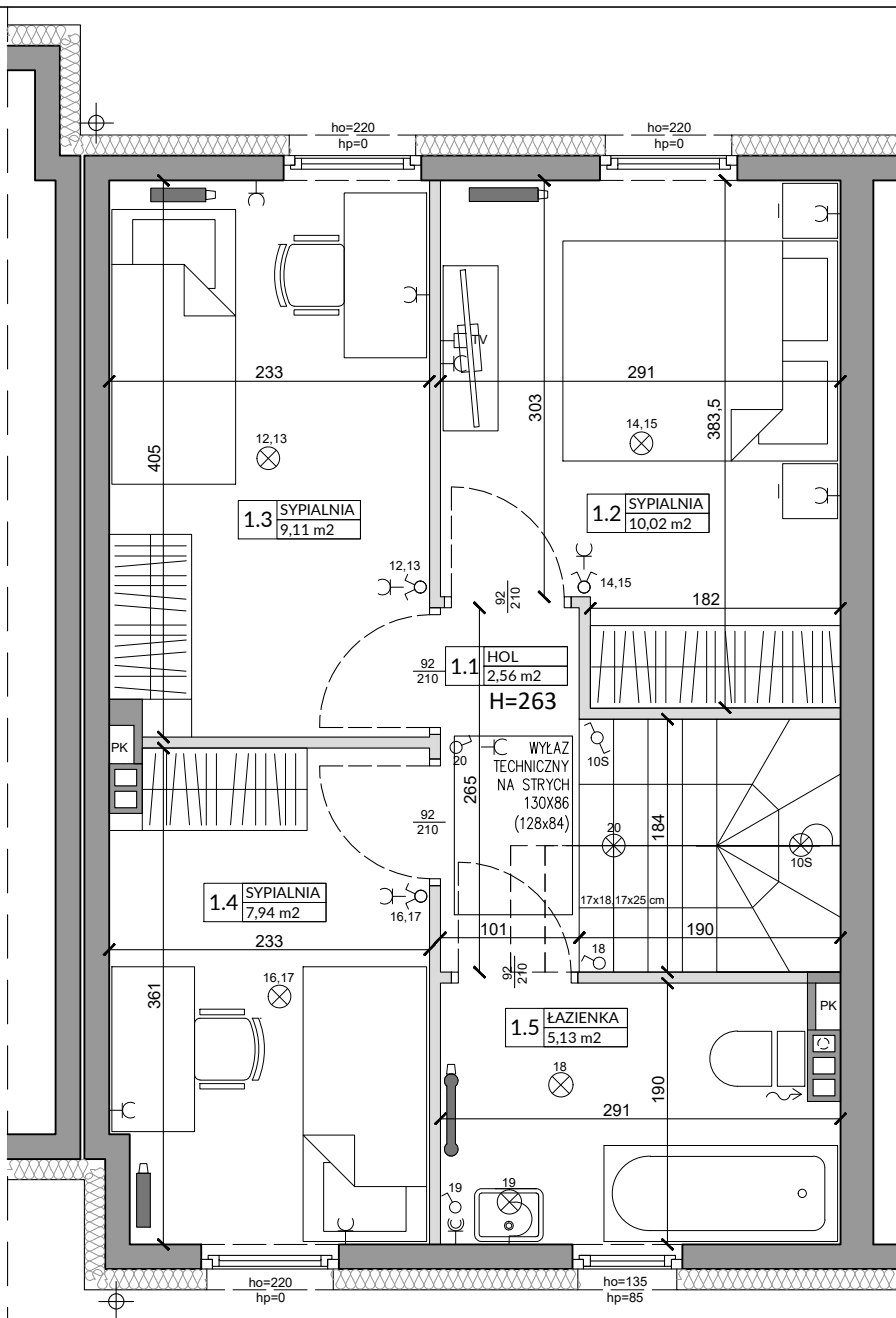 ho=220
hp=0
ho=220
hp=0
TV
233
291
303
383,5
405
12,13
14,15
1.3 SYPIALNIA
9,11 m2
1.2 SYPIALNIA
10,02 m2
12,13
14,15
92
210
182
92
210
1.1 HOL
2,56 m2
H=263
PK
20
WYŁAZ
TECHNICZNY
NA STRYCH
130X86
(128x84)
265
10S
184
20
10S
92
210
1.4 SYPIALNIA
7,94 m2
16,17
17x18,17x25 cm
233
101
190
18
92
210
361
16,17
1.5 ŁAZIENKA
5,13 m2
PK
18
190
291
19
19
ho=220
hp=0
ho=135
hp=85